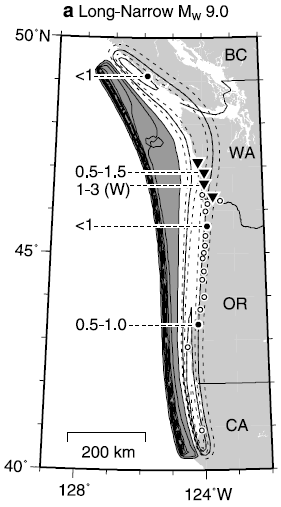 a Long-Narrow Mw 9.0
50˚N
BC
<1
WA
0.5-1.5
1-3 (W)
<1
45˚
OR
0.5-1.0
CA
200 km
40˚
128˚
124˚W